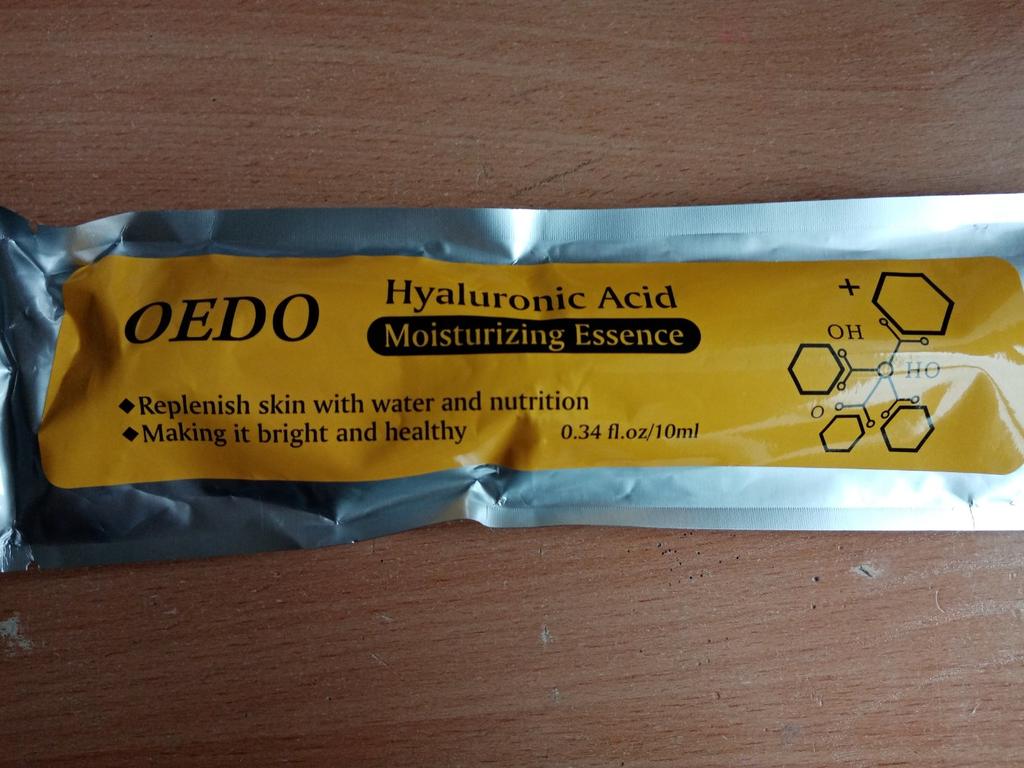 OEDO
Hyaluronic Acid
Moisturizing Essence
◆Replenish skin with water and nutrition
◆Making it bright and healthy
0.34 fl.oz/10ml
+
OH
HO
O